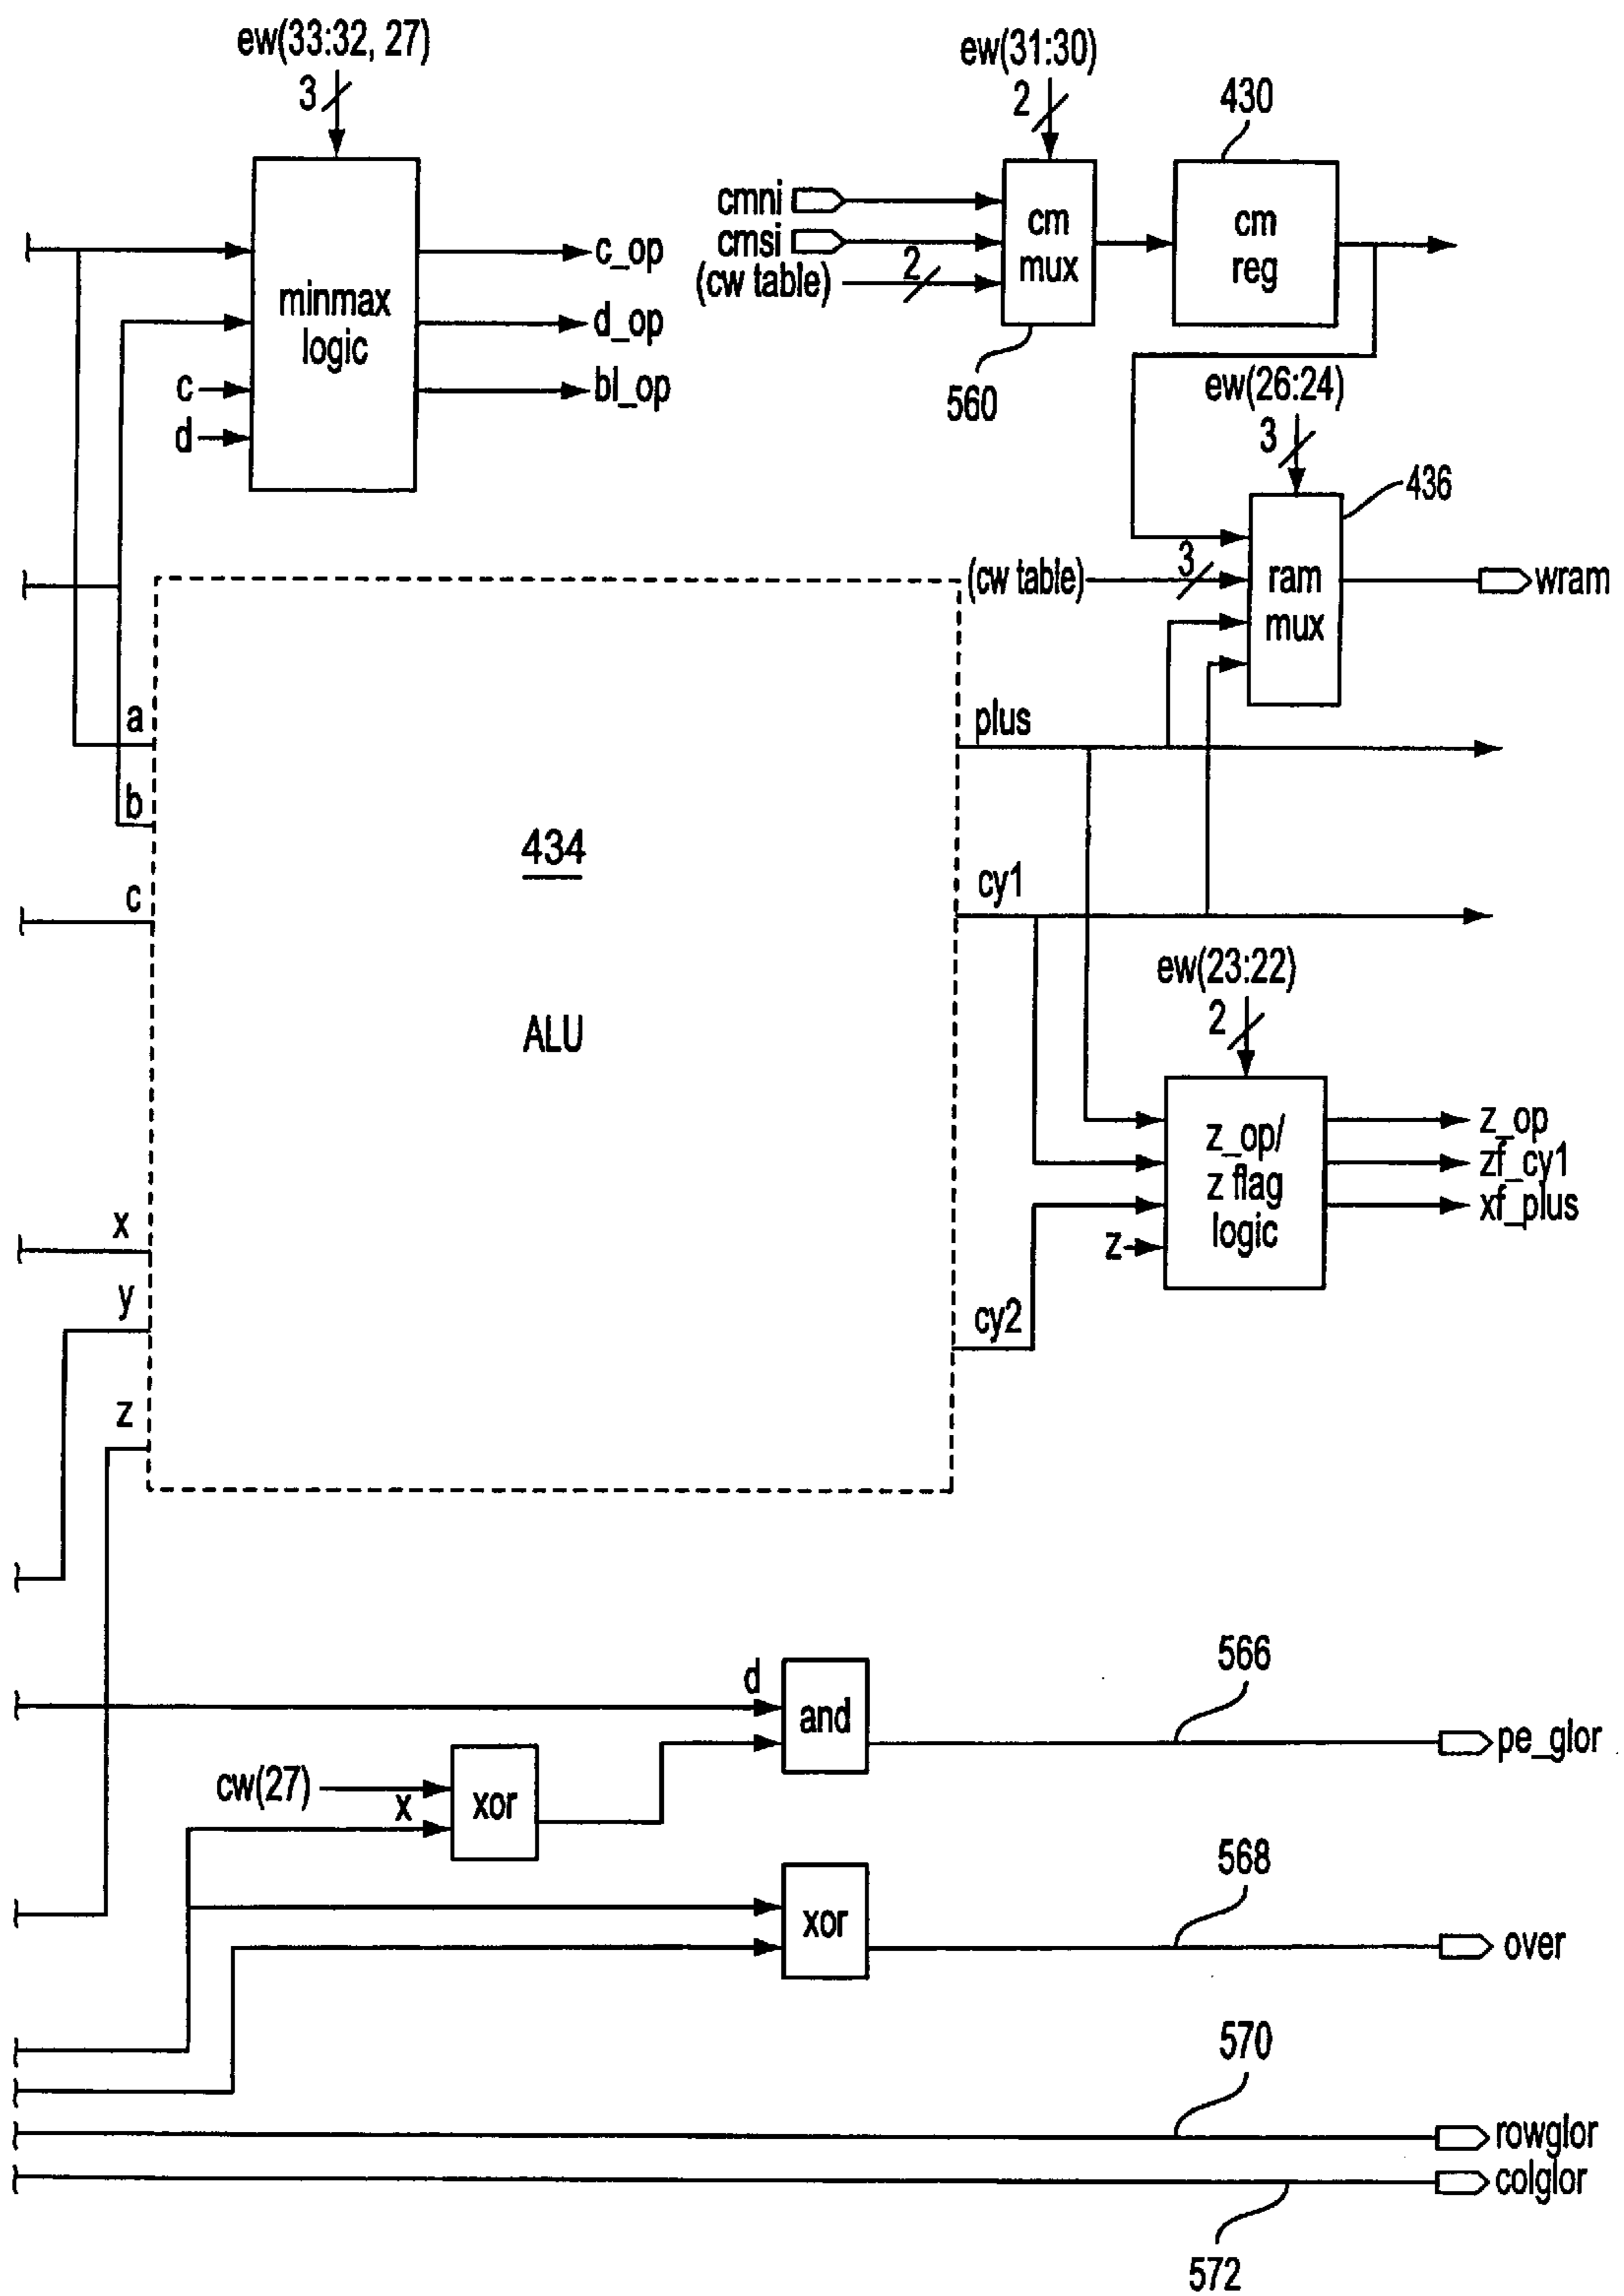 ew(33:32, 27)
3
minmax
logic
c
d
c_op
d_op
bl_op
ew(31:30)
2
cmni
cmsi
(cw table)
2
cm
mux
560
430
cm
reg
ew(26:24)
3
436
(cw table)
3
ram
mux
wram
a
b
c
x
y
z
434
ALU
plus
cy1
cy2
ew(23:22)
2
z_op/
z flag
logic
z
z_op
zf_cy1
xf_plus
d
and
566
pe_glor
cw(27)
x
xor
xor
568
over
570
rowglor
colglor
572